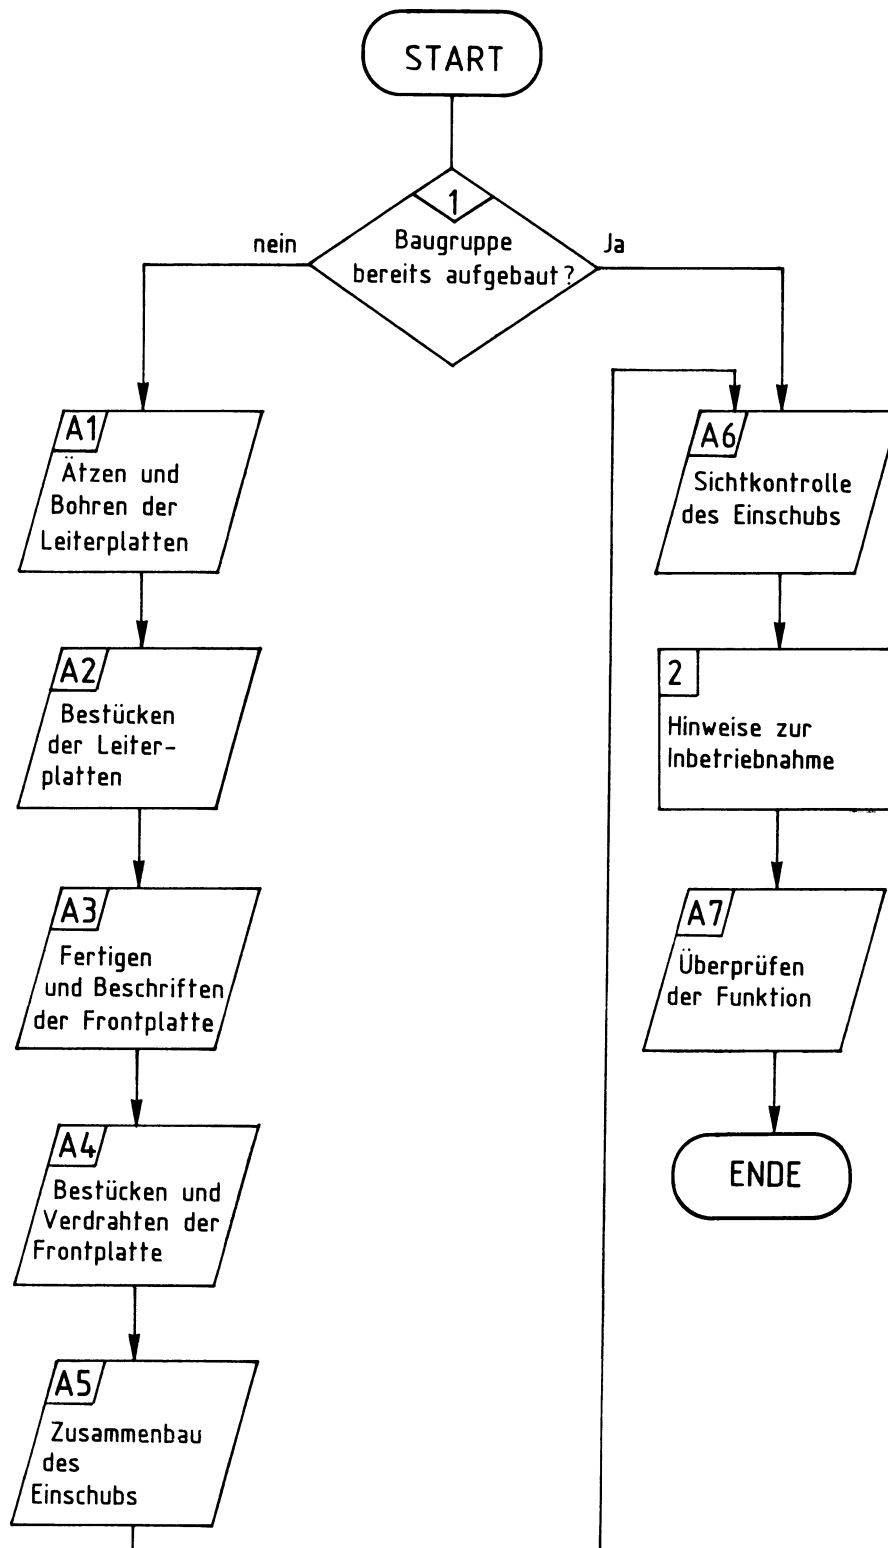 START
1
Baugruppe
bereits aufgebaut?
nein
Ja
A1
Ätzen und
Bohren der
Leiterplatten
A2
Bestücken
der Leiter-
platten
A3
Fertigen
und Beschriften
der Frontplatte
A4
Bestücken und
Verdrahten der
Frontplatte
A5
Zusammenbau
des
Einschubs
A6
Sichtkontrolle
des Einschubs
2
Hinweise zur
Inbetriebnahme
A7
Überprüfen
der Funktion
ENDE